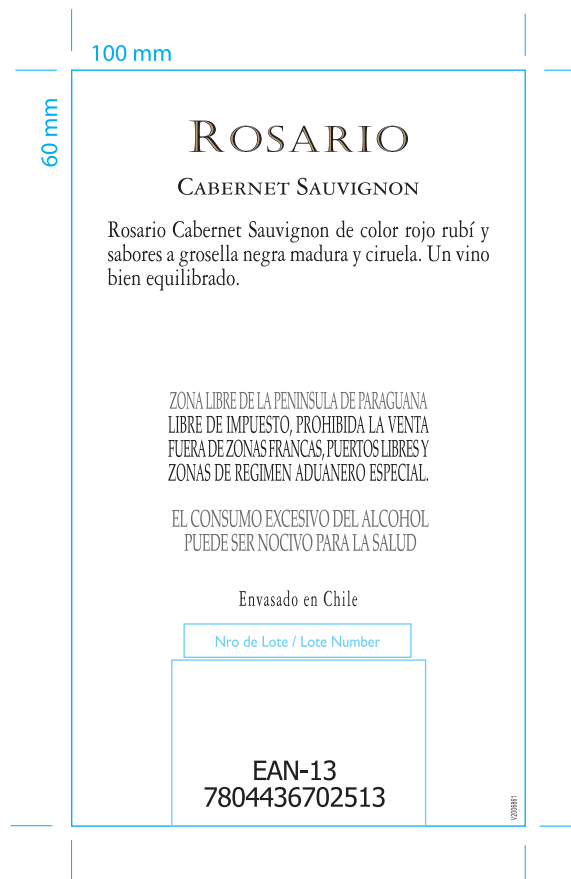 100 mm
60 mm
ROSARIO
CABERNET SAUVIGNON
Rosario Cabernet Sauvignon de color rojo rubí y
sabores a grosella negra madura y ciruela. Un vino
bien equilibrado.
ZONA LIBRE DE LA PENINSULA DE PARAGUANA
LIBRE DE IMPUESTO, PROHIBIDA LA VENTA
FUERA DE ZONAS FRANCAS, PUERTOS LIBRES Y
ZONAS DE REGIMEN ADUANERO ESPECIAL.
EL CONSUMO EXCESIVO DEL ALCOHOL
PUEDE SER NOCIVO PARA LA SALUD
Envasado en Chile
Nro de Lote / Lote Number
EAN-13
7804436702513
V2006861